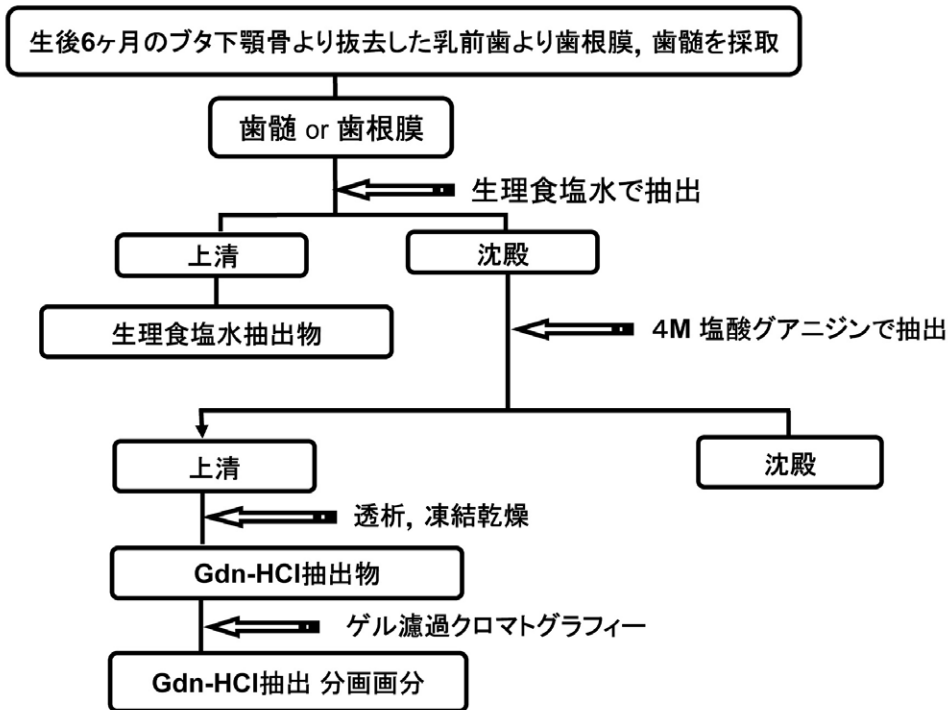 生後6ヶ月のブタ下顎骨より抜去した乳前歯より歯根膜, 歯髄を採取
歯髄 or 歯根膜
生理食塩水で抽出
上清
沈殿
生理食塩水抽出物
4M 塩酸グアニジンで抽出
上清
沈殿
透析, 凍結乾燥
Gdn-HCl抽出物
ゲル濾過クロマトグラフィー
Gdn-HCl抽出 分画画分